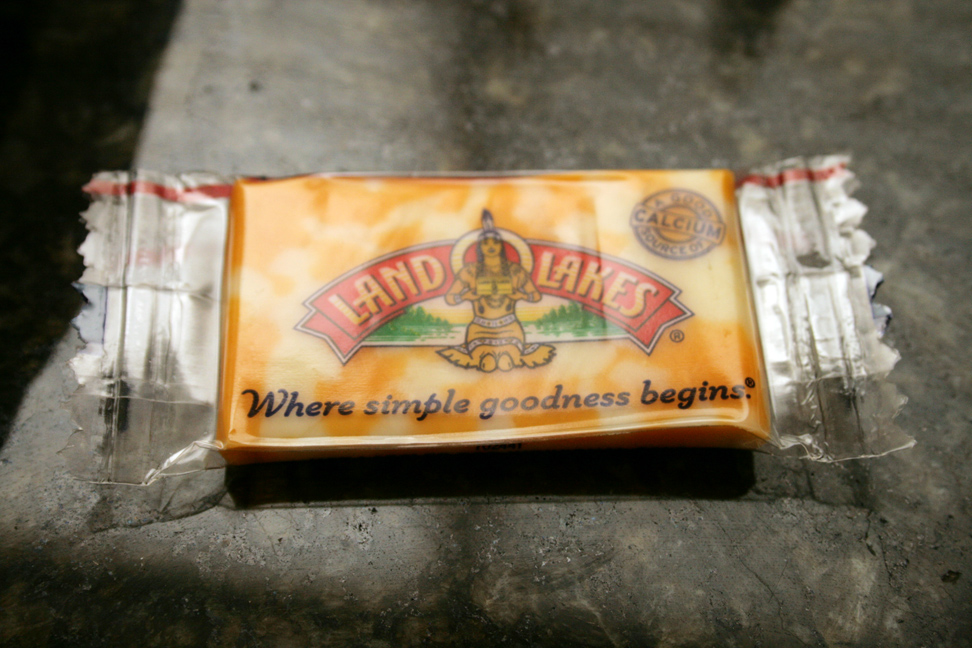 A GOOD
CALCIUM
SOURCE OF
LAND LAKES®
Where simple goodness begins.®